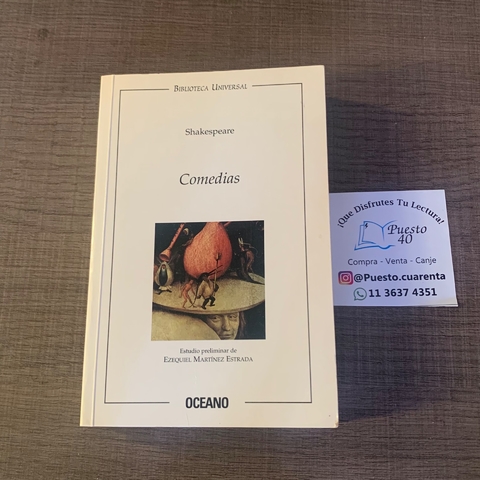 BIBLIOTECA UNIVERSAL
Shakespeare
Comedias
Estudio preliminar de
EZEQUIEL MARTÍNEZ ESTRADA
OCEANO
¡Que Disfrutes Tu Lectura!
Puesto
40
Compra - Venta - Canje
@Puesto.cuarenta
11 3637 4351